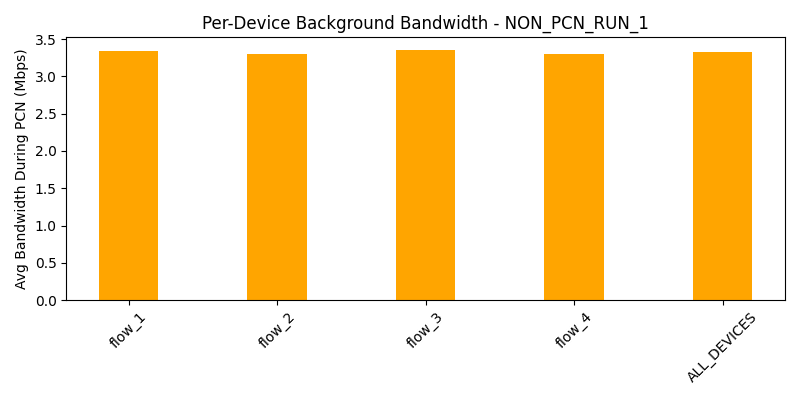 Per-Device Background Bandwidth - NON_PCN_RUN_1
Avg Bandwidth During PCN (Mbps)
3.5
3.0
2.5
2.0
1.5
1.0
0.5
0.0
flow_1
flow_2
flow_3
flow_4
ALL_DEVICES